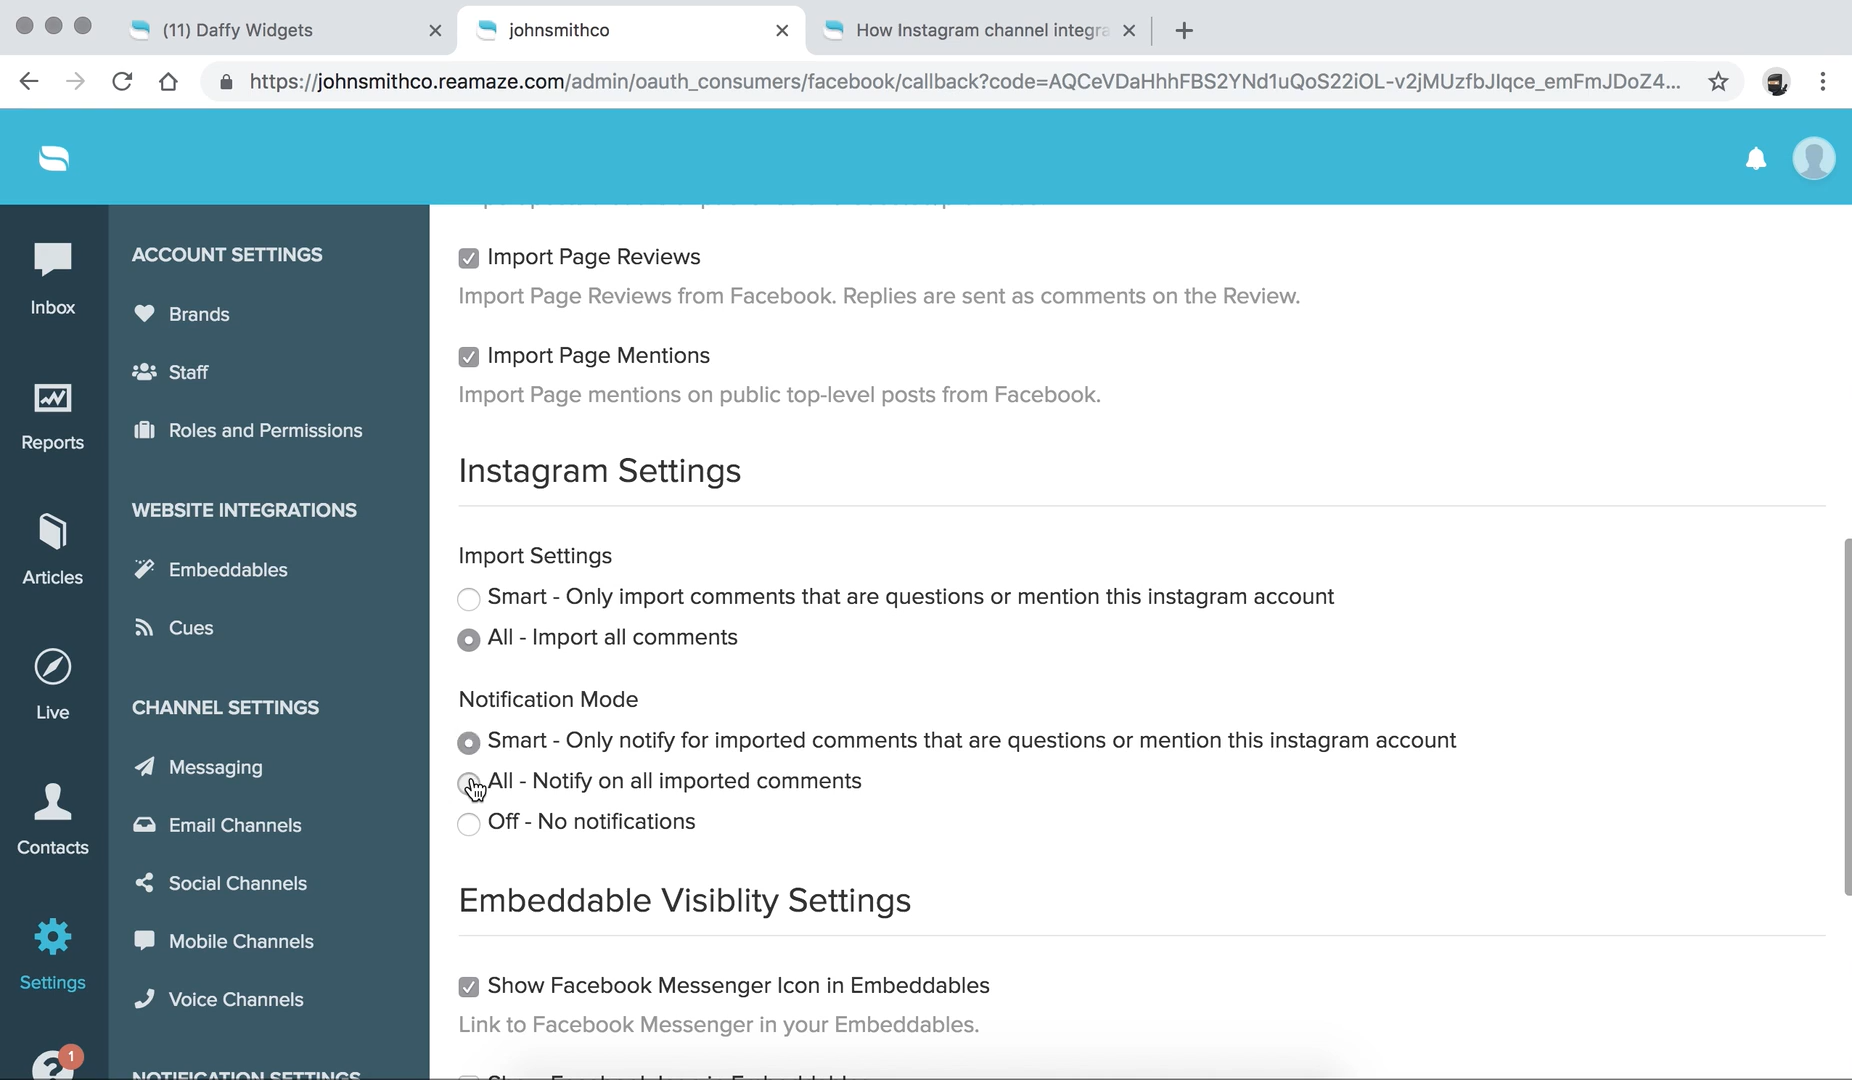 (11) Daffy Widgets
johnsmithco
How Instagram channel integra
https://johnsmithco.reamaze.com/admin/oauth_consumers/facebook/callback?code=AQCeVDaHhhFBS2YNd1uQoS22iOL-v2jMUzfbJIqce_emFmJDoZ4...
Inbox
Reports
Articles
Live
Contacts
Settings
1
ACCOUNT SETTINGS
Brands
Staff
Roles and Permissions
WEBSITE INTEGRATIONS
Embeddables
Cues
CHANNEL SETTINGS
Messaging
Email Channels
Social Channels
Mobile Channels
Voice Channels
NOTIFICATION SETTINGS
Import Page Reviews
Import Page Reviews from Facebook. Replies are sent as comments on the Review.
Import Page Mentions
Import Page mentions on public top-level posts from Facebook.
Instagram Settings
Import Settings
Smart - Only import comments that are questions or mention this instagram account
All - Import all comments
Notification Mode
Smart - Only notify for imported comments that are questions or mention this instagram account
All - Notify on all imported comments
Off - No notifications
Embeddable Visiblity Settings
Show Facebook Messenger Icon in Embeddables
Link to Facebook Messenger in your Embeddables.